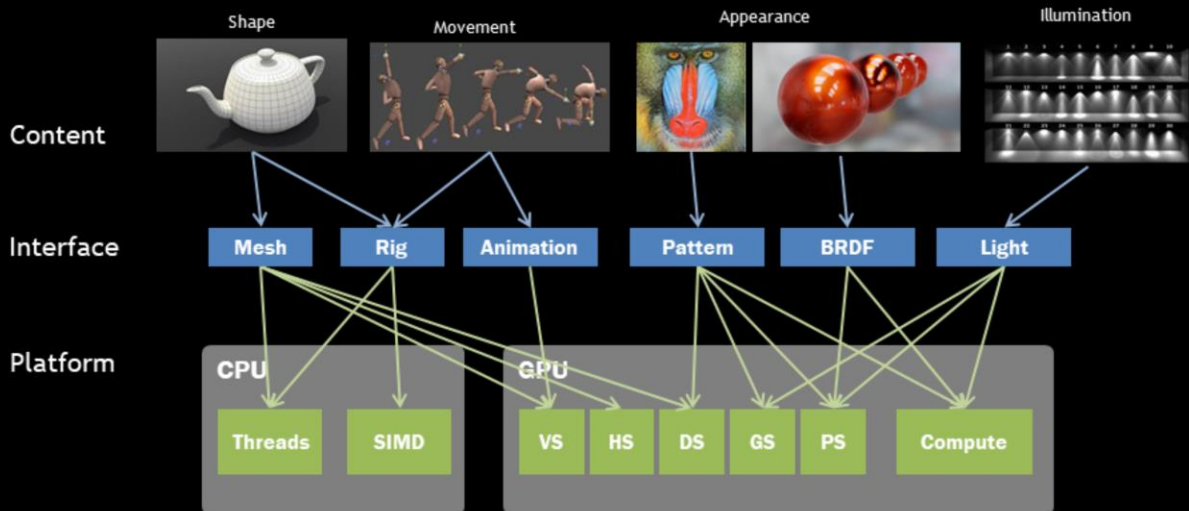 Shape
Movement
Appearance
Illumination
Content
Interface
Mesh
Rig
Animation
Pattern
BRDF
Light
Platform
CPU
GPU
Threads
SIMD
VS
HS
DS
GS
PS
Compute